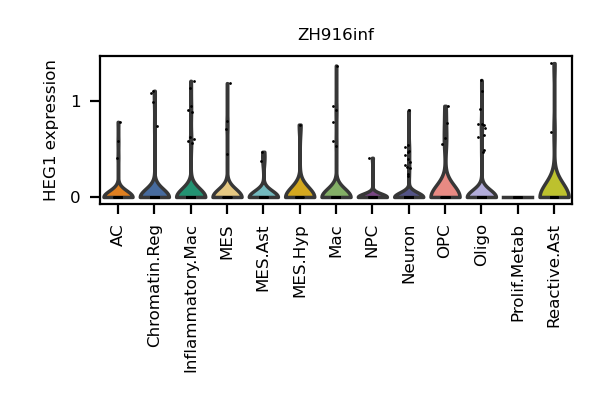 ZH916inf
HEG1 expression
1
0
AC
Chromatin.Reg
Inflammatory.Mac
MES
MES.Ast
MES.Hyp
Mac
NPC
Neuron
OPC
Oligo
Prolif.Metab
Reactive.Ast